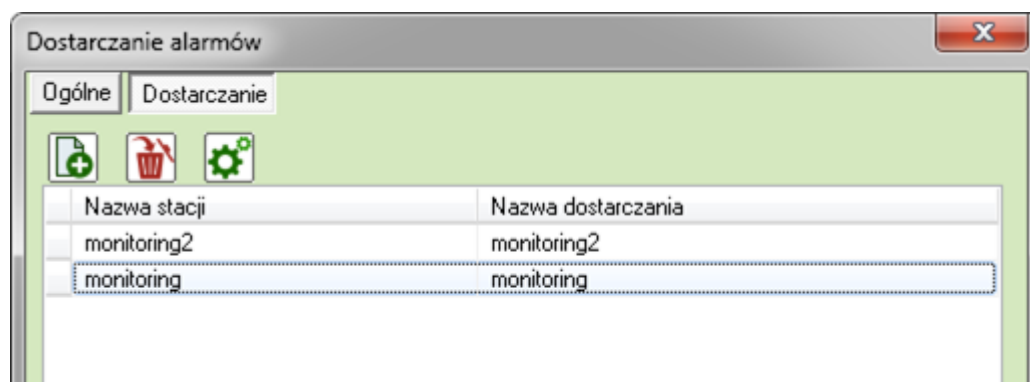 Dostarczanie alarmów
Ogólne Dostarczanie
Nazwa stacji Nazwa dostarczania
monitoring2 monitoring2
monitoring monitoring